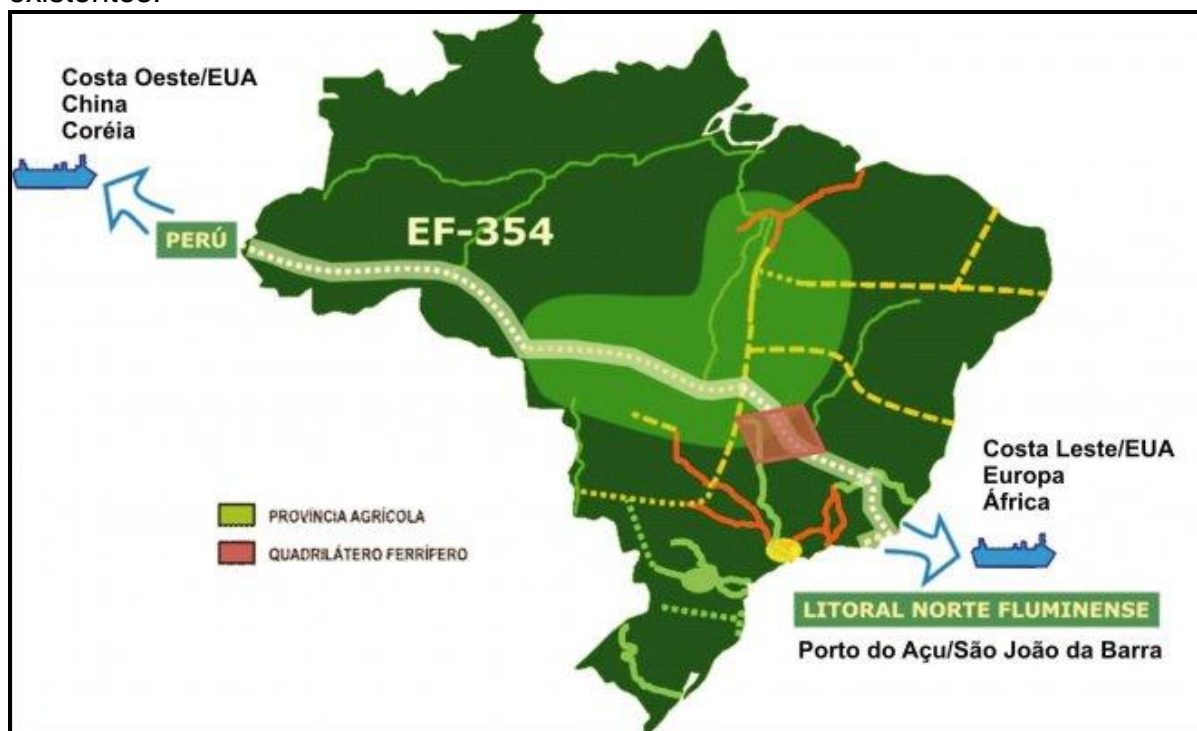 Costa Oeste/EUA
China
Coréia
PERÚ
EF-354
Costa Leste/EUA
Europa
África
PROVÍNCIA AGRÍCOLA
QUADRILÁTERO FERRÍFERO
LITORAL NORTE FLUMINENSE
Porto do Açu/São João da Barra